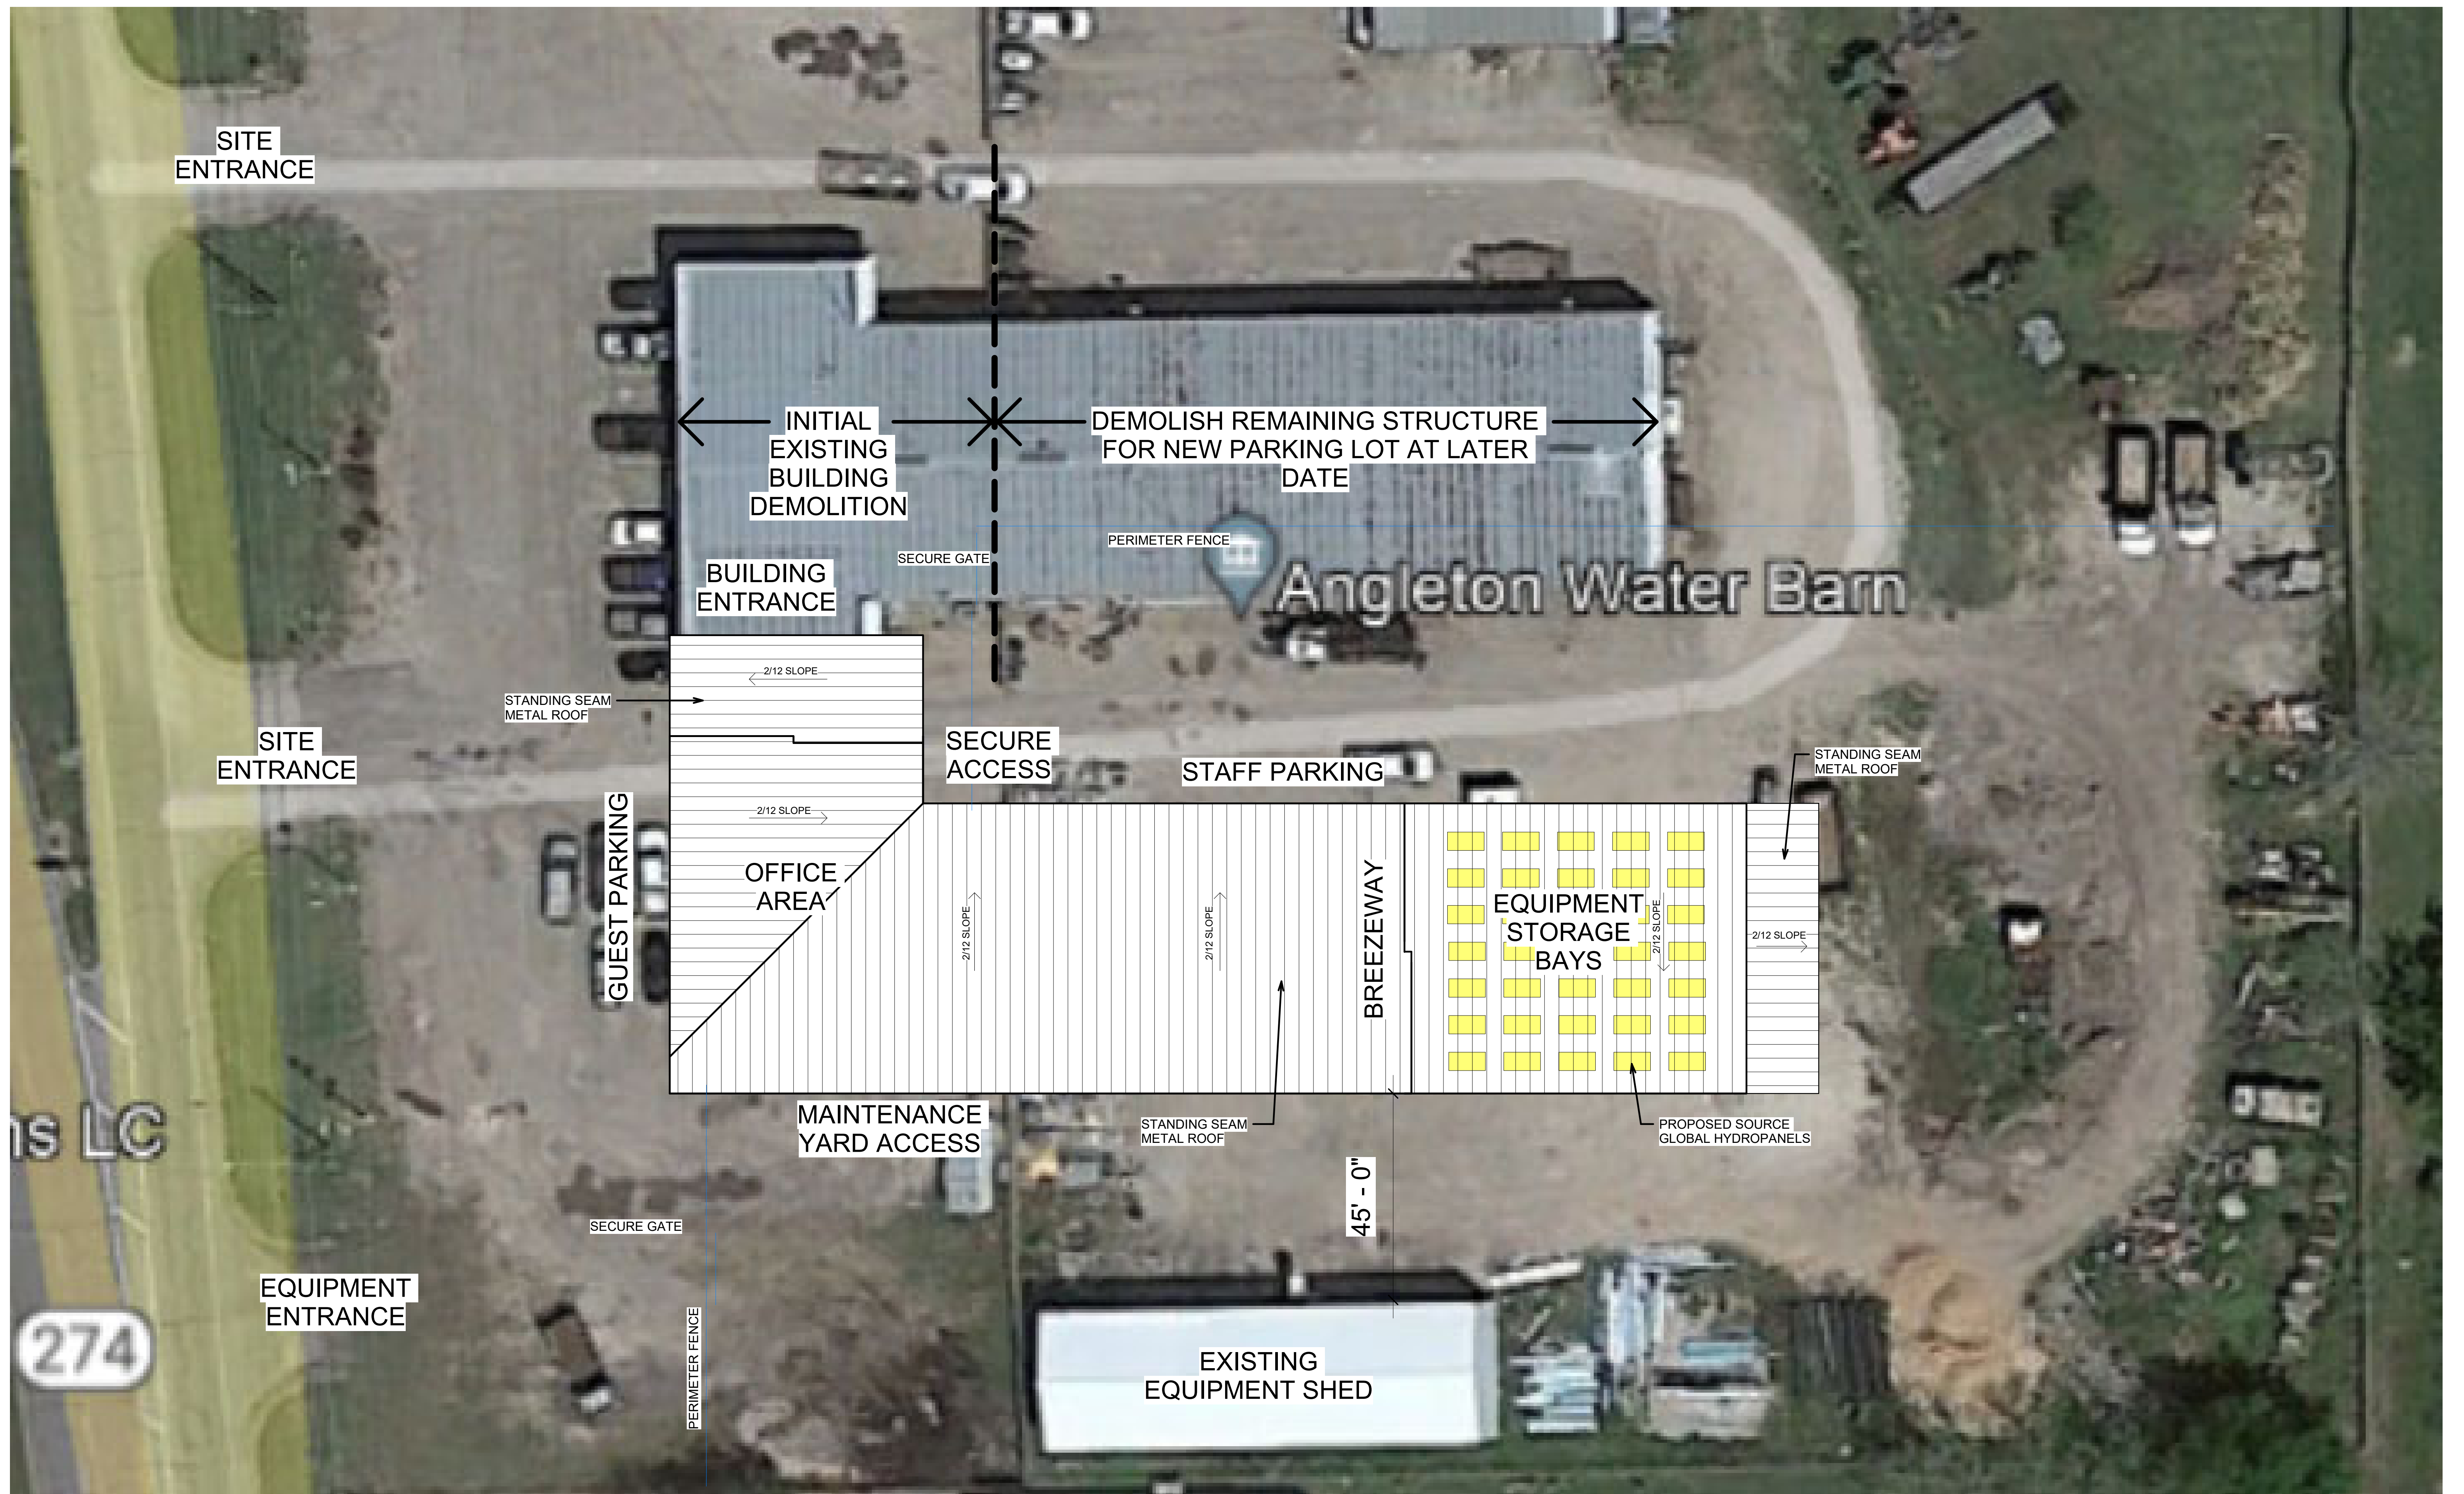 SITE
ENTRANCE
INITIAL
EXISTING
BUILDING
DEMOLITION
DEMOLISH REMAINING STRUCTURE
FOR NEW PARKING LOT AT LATER
DATE
PERIMETER FENCE
SECURE GATE
BUILDING
ENTRANCE
Angleton Water Barn
2/12 SLOPE
STANDING SEAM
METAL ROOF
SITE
ENTRANCE
SECURE
ACCESS
STAFF PARKING
STANDING SEAM
METAL ROOF
GUEST PARKING
2/12 SLOPE
OFFICE
AREA
2/12 SLOPE
2/12 SLOPE
BREEZEWAY
EQUIPMENT
STORAGE
BAYS
2/12 SLOPE
2/12 SLOPE
MAINTENANCE
YARD ACCESS
STANDING SEAM
METAL ROOF
PROPOSED SOURCE
GLOBAL HYDROPANELS
LC
45' - 0"
SECURE GATE
EQUIPMENT
ENTRANCE
PERIMETER FENCE
274
EXISTING
EQUIPMENT SHED